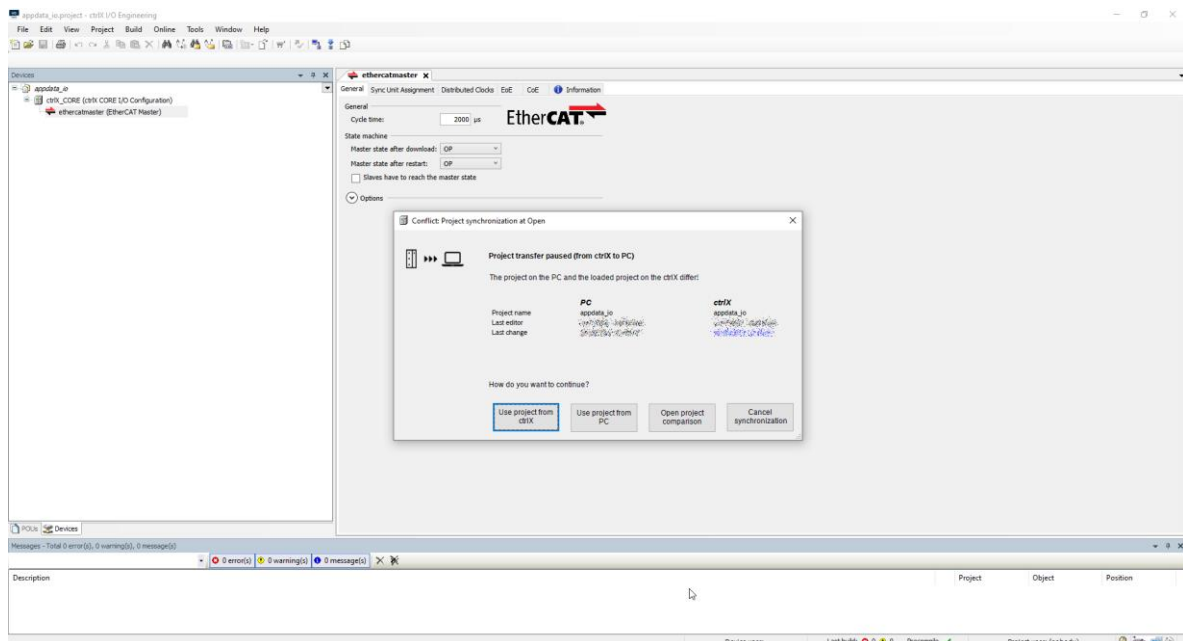 appdata_io.project - ctrlX I/O Engineering
File Edit View Project Build Online Tools Window Help
Devices
appdata_io
ctrlX_CORE (ctrlX CORE I/O Configuration)
ethercatmaster (EtherCAT Master)
POUs Devices
ethercatmaster
General Sync Unit Assignment Distributed Clocks EoE CoE Information
General
Cycle time: 2000 µs
EtherCAT
State machine
Master state after download: OP
Master state after restart: OP
Slaves have to reach the master state
Options
Conflict: Project synchronization at Open
Project transfer paused (from ctrlX to PC)
The project on the PC and the loaded project on the ctrlX differ!
PC ctrlX
Project name appdata_io appdata_io
Last editor
Last change
How do you want to continue?
Use project from ctrlX
Use project from PC
Open project comparison
Cancel synchronization
Messages - Total 0 error(s), 0 warning(s), 0 message(s)
0 error(s) 0 warning(s) 0 message(s)
Description Project Object Position